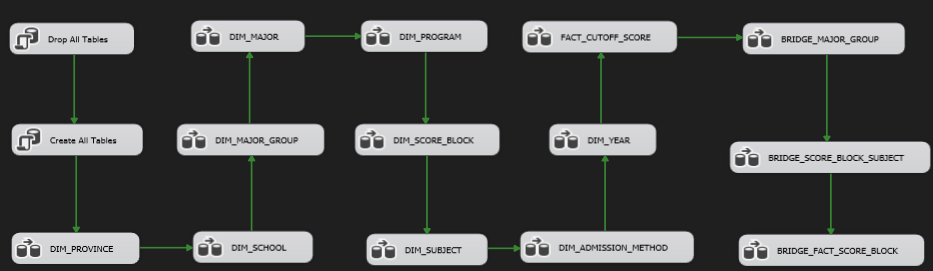 Drop All Tables
Create All Tables
DIM_PROVINCE
DIM_SCHOOL
DIM_MAJOR_GROUP
DIM_MAJOR
DIM_PROGRAM
DIM_SCORE_BLOCK
DIM_SUBJECT
DIM_ADMISSION_METHOD
DIM_YEAR
FACT_CUTOFF_SCORE
BRIDGE_MAJOR_GROUP
BRIDGE_SCORE_BLOCK_SUBJECT
BRIDGE_FACT_SCORE_BLOCK